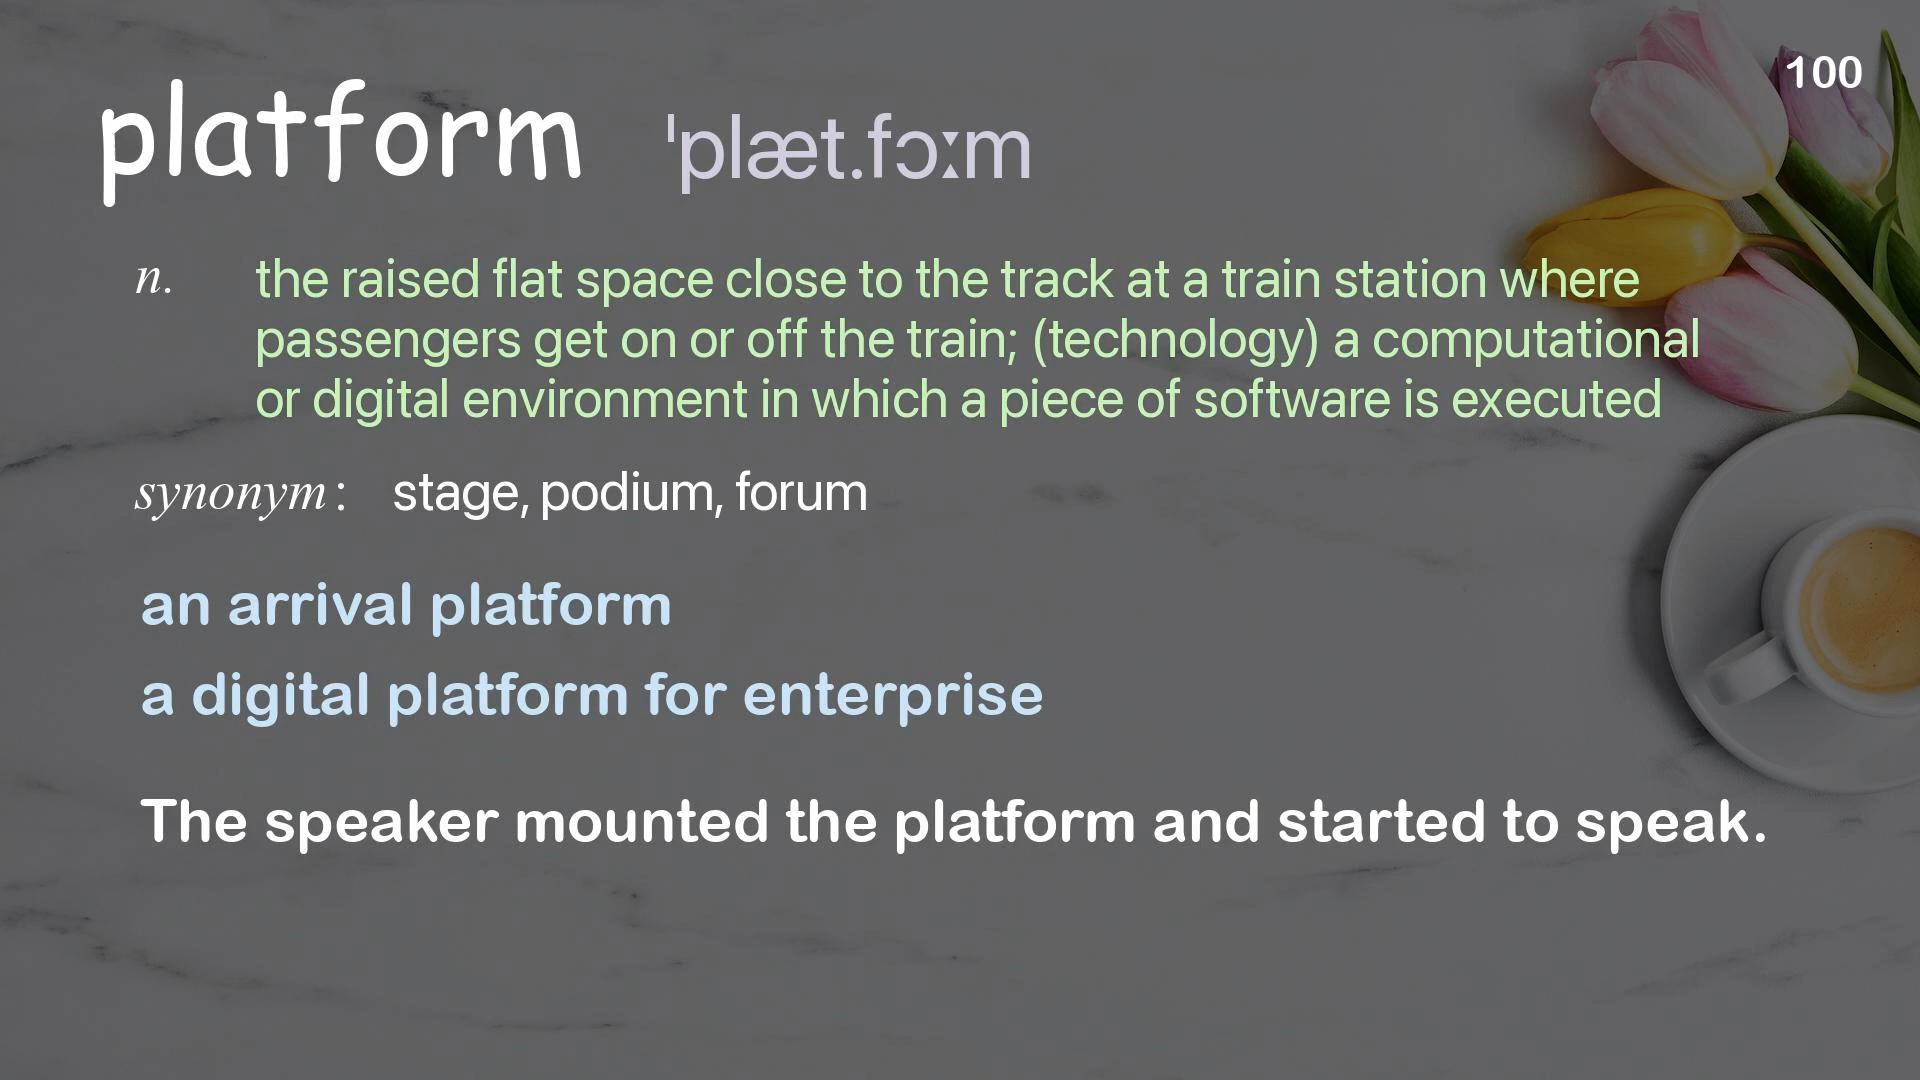 100
platform ˈplæt.fɔːm
n. the raised flat space close to the track at a train station where
passengers get on or off the train; (technology) a computational
or digital environment in which a piece of software is executed
synonym: stage, podium, forum
an arrival platform
a digital platform for enterprise
The speaker mounted the platform and started to speak.